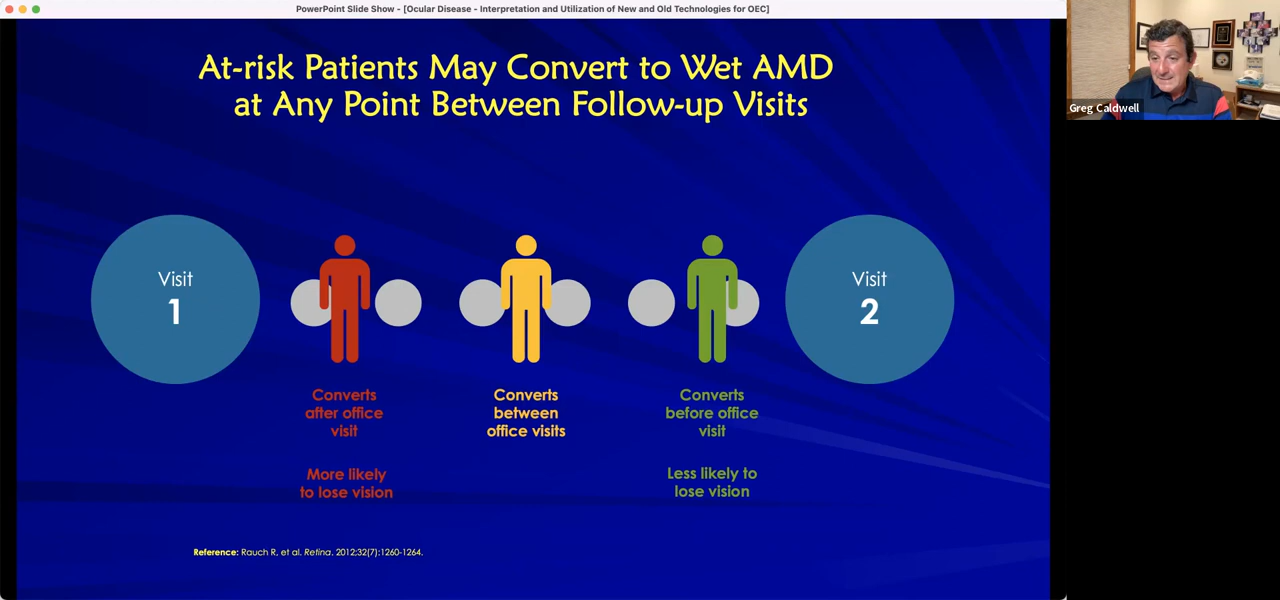 PowerPoint Slide Show - [Ocular Disease - Interpretation and Utilization of New and Old Technologies for OEC]
At-risk Patients May Convert to Wet AMD
at Any Point Between Follow-up Visits
Visit
1
Visit
2
Converts
after office
visit
More likely
to lose vision
Converts
between
office visits
Converts
before office
visit
Less likely to
lose vision
Reference: Rauch R, et al. Retina. 2012;32(7):1260-1264.
Greg Caldwell